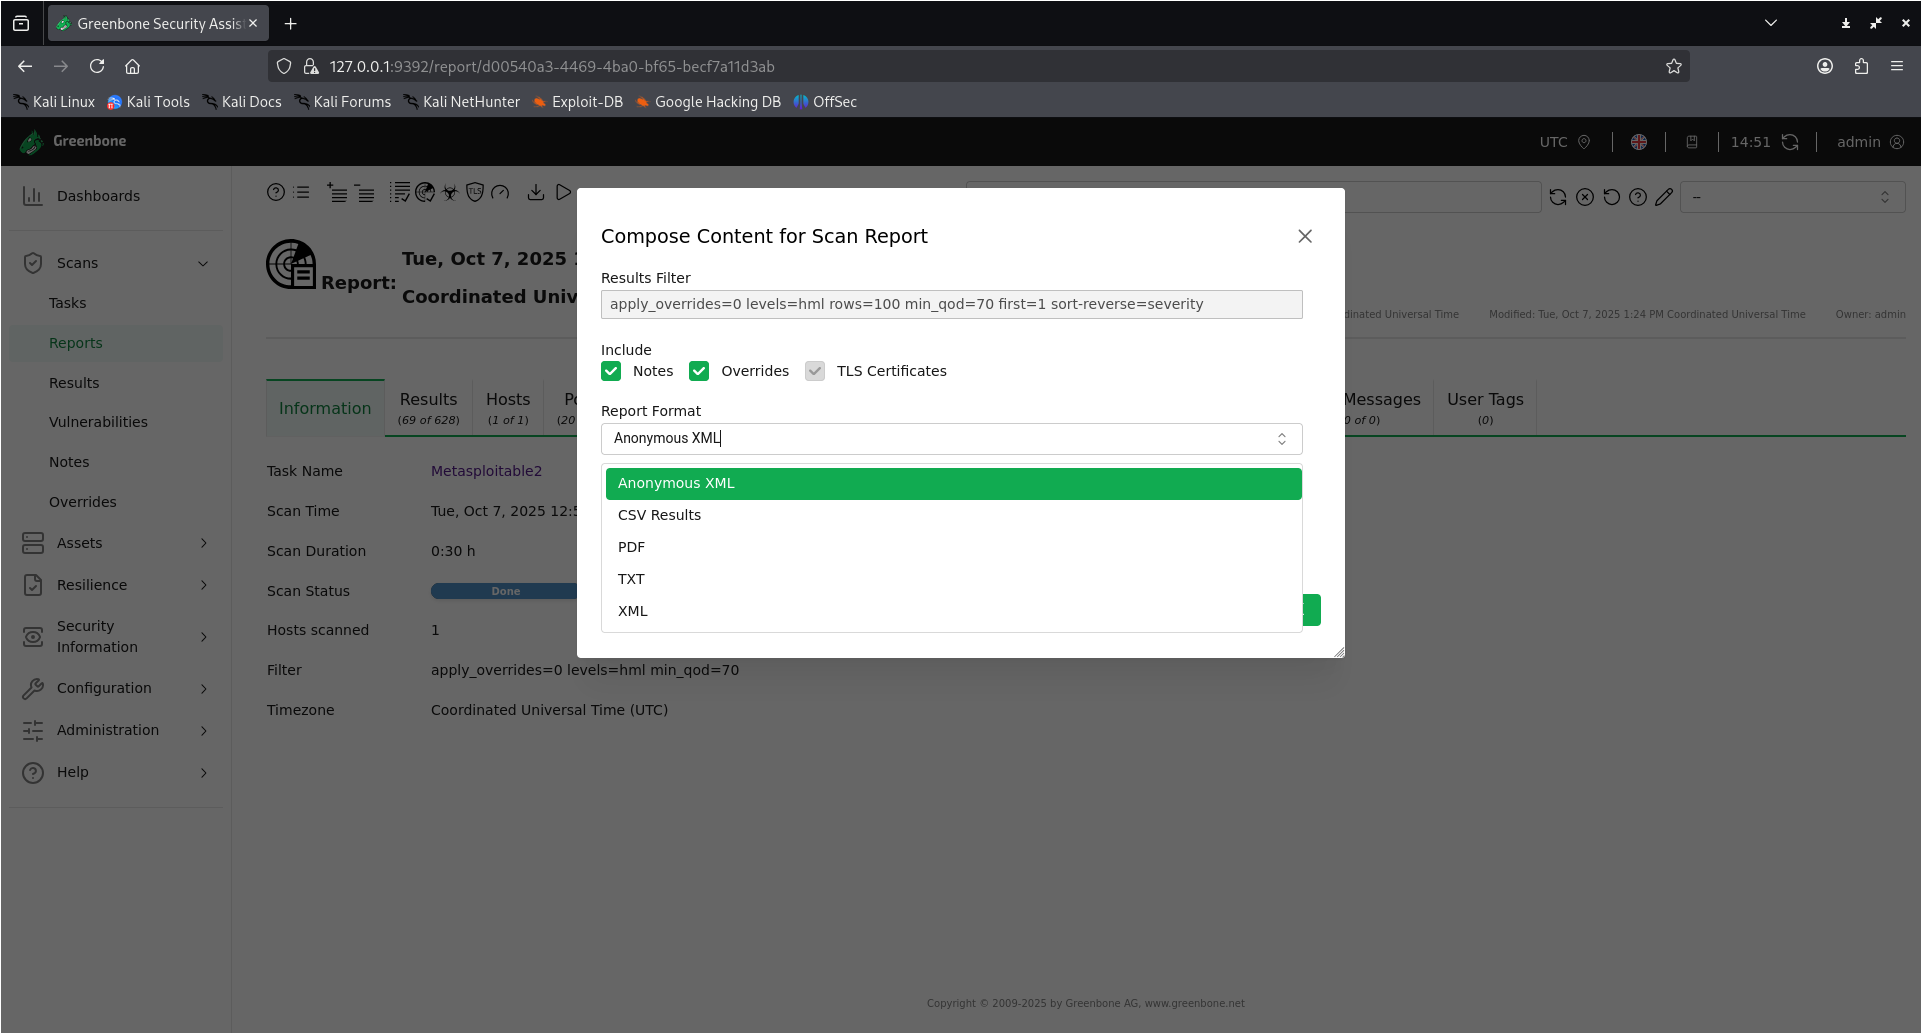 Greenbone Security Assis
127.0.0.1:9392/report/d00540a3-4469-4ba0-bf65-becf7a11d3ab
Kali Linux Kali Tools Kali Docs Kali Forums Kali NetHunter Exploit-DB Google Hacking DB OffSec
Greenbone UTC 14:51 admin
Dashboards
Scans
Tasks
Reports
Results
Vulnerabilities
Notes
Overrides
Assets
Resilience
Security
Information
Configuration
Administration
Help
TLS
--
Report:
Tue, Oct 7, 2025
Coordinated Univ
dinated Universal Time Modified: Tue, Oct 7, 2025 1:24 PM Coordinated Universal Time Owner: admin
Information
Results
(69 of 628)
Hosts
(1 of 1)
Po
(20
Messages
0 of 0)
User Tags
(0)
Task Name Metasploitable2
Scan Time Tue, Oct 7, 2025 12:5
Scan Duration 0:30 h
Scan Status Done
Hosts scanned 1
Filter apply_overrides=0 levels=hml min_qod=70
Timezone Coordinated Universal Time (UTC)
Compose Content for Scan Report
Results Filter
apply_overrides=0 levels=hml rows=100 min_qod=70 first=1 sort-reverse=severity
Include
Notes Overrides TLS Certificates
Report Format
Anonymous XML
Anonymous XML
CSV Results
PDF
TXT
XML
Copyright © 2009-2025 by Greenbone AG, www.greenbone.net